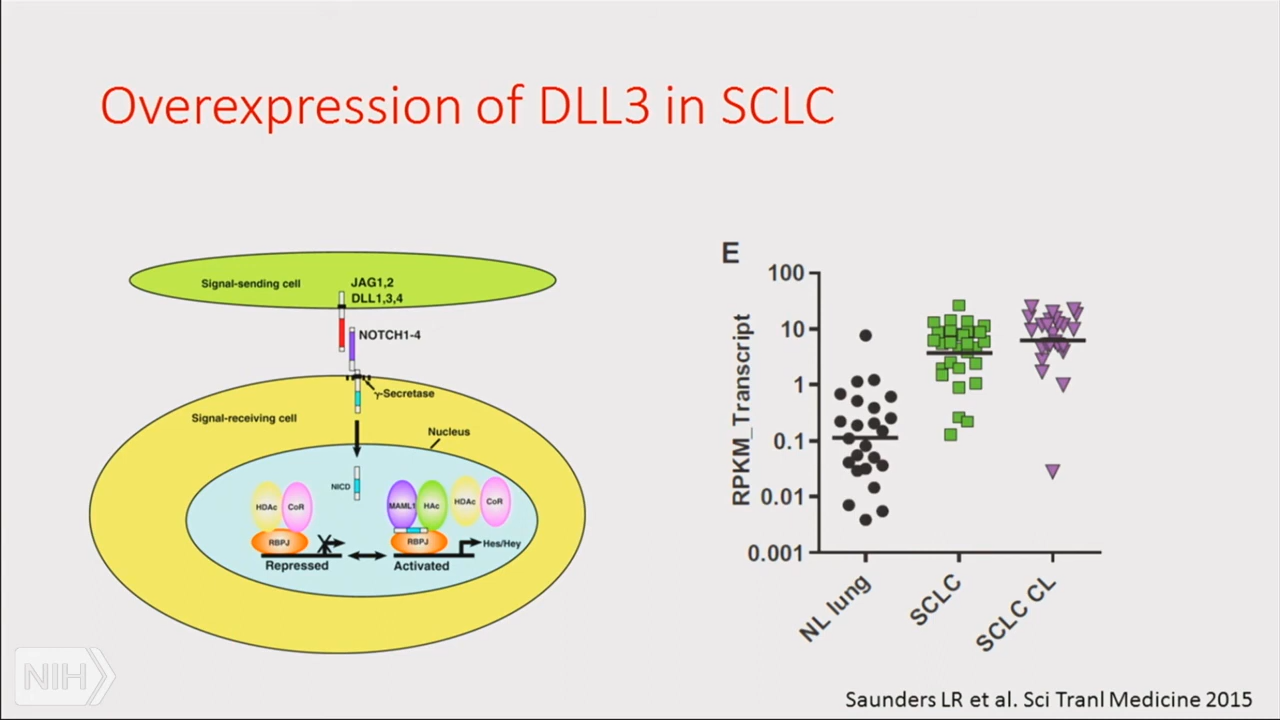 Overexpression of DLL3 in SCLC
Signal-sending cell
JAG1,2
DLL1,3,4
NOTCH1-4
γ-Secretase
Signal-receiving cell
Nucleus
NICD
HDAc
CoR
RBPJ
Repressed
MAML1
HAc
HDAc
CoR
RBPJ
Hes/Hey
Activated
E
RPKM_Transcript
100
10
1
0.1
0.01
0.001
NL lung
SCLC
SCLC CL
NIH
Saunders LR et al. Sci Tranl Medicine 2015